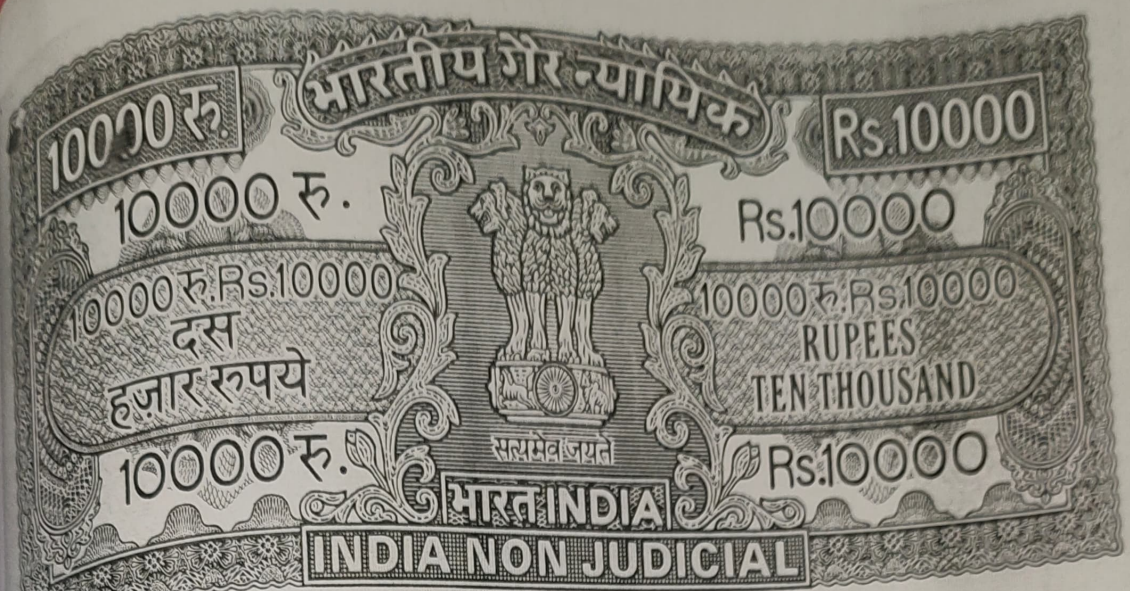 भारतीय गैर न्यायिक
10000 रु. Rs.10000
10000 रु. Rs.10000
10000 रु. Rs.10000 10000 रु. Rs.10000
दस RUPEES
हज़ार रुपये TEN THOUSAND
10000 रु. सत्यमेव जयते Rs.10000
भारत INDIA
INDIA NON JUDICIAL